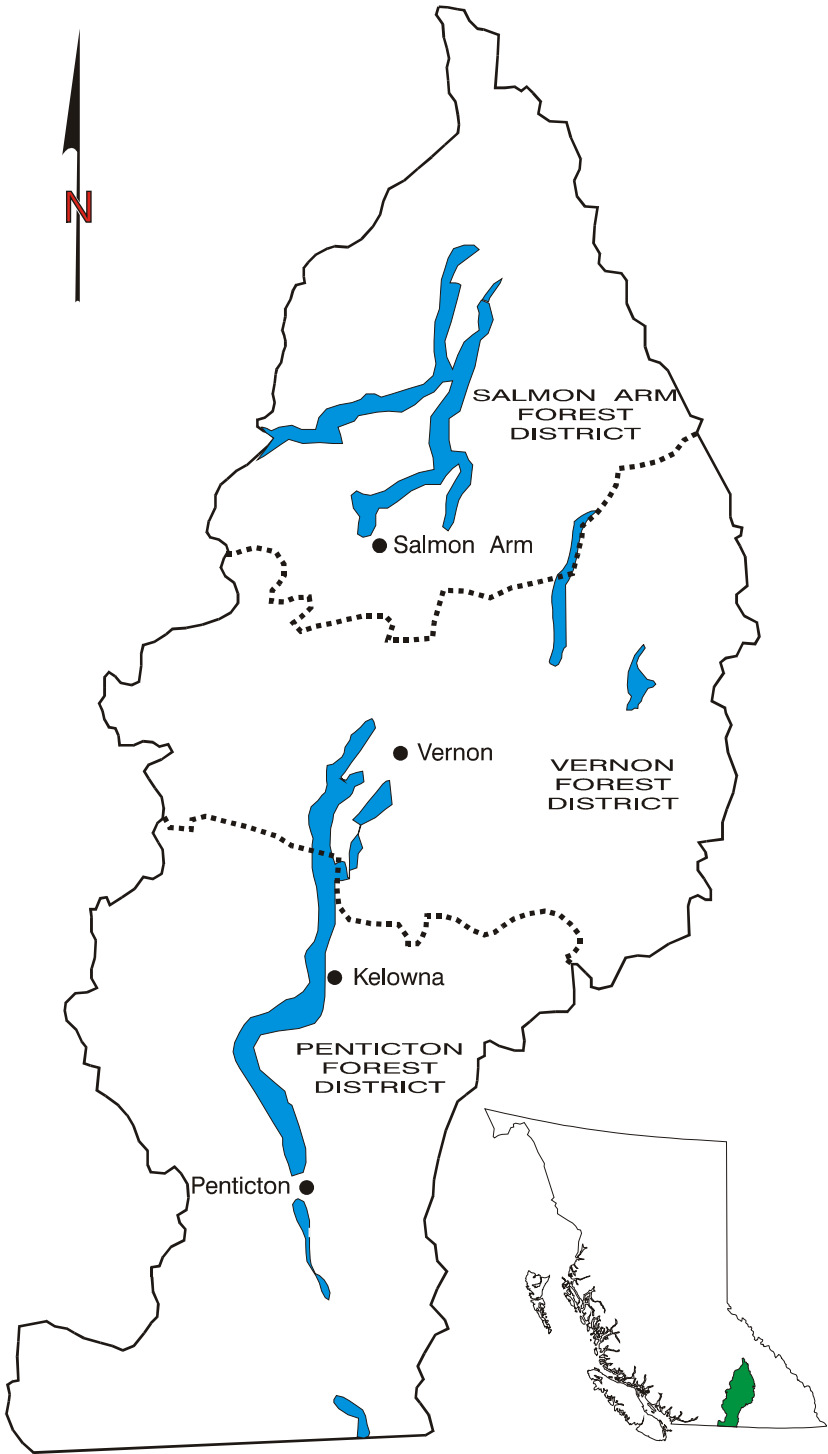 N
SALMON ARM
FOREST
DISTRICT
Salmon Arm
Vernon
VERNON
FOREST
DISTRICT
Kelowna
PENTICTON
FOREST
DISTRICT
Penticton